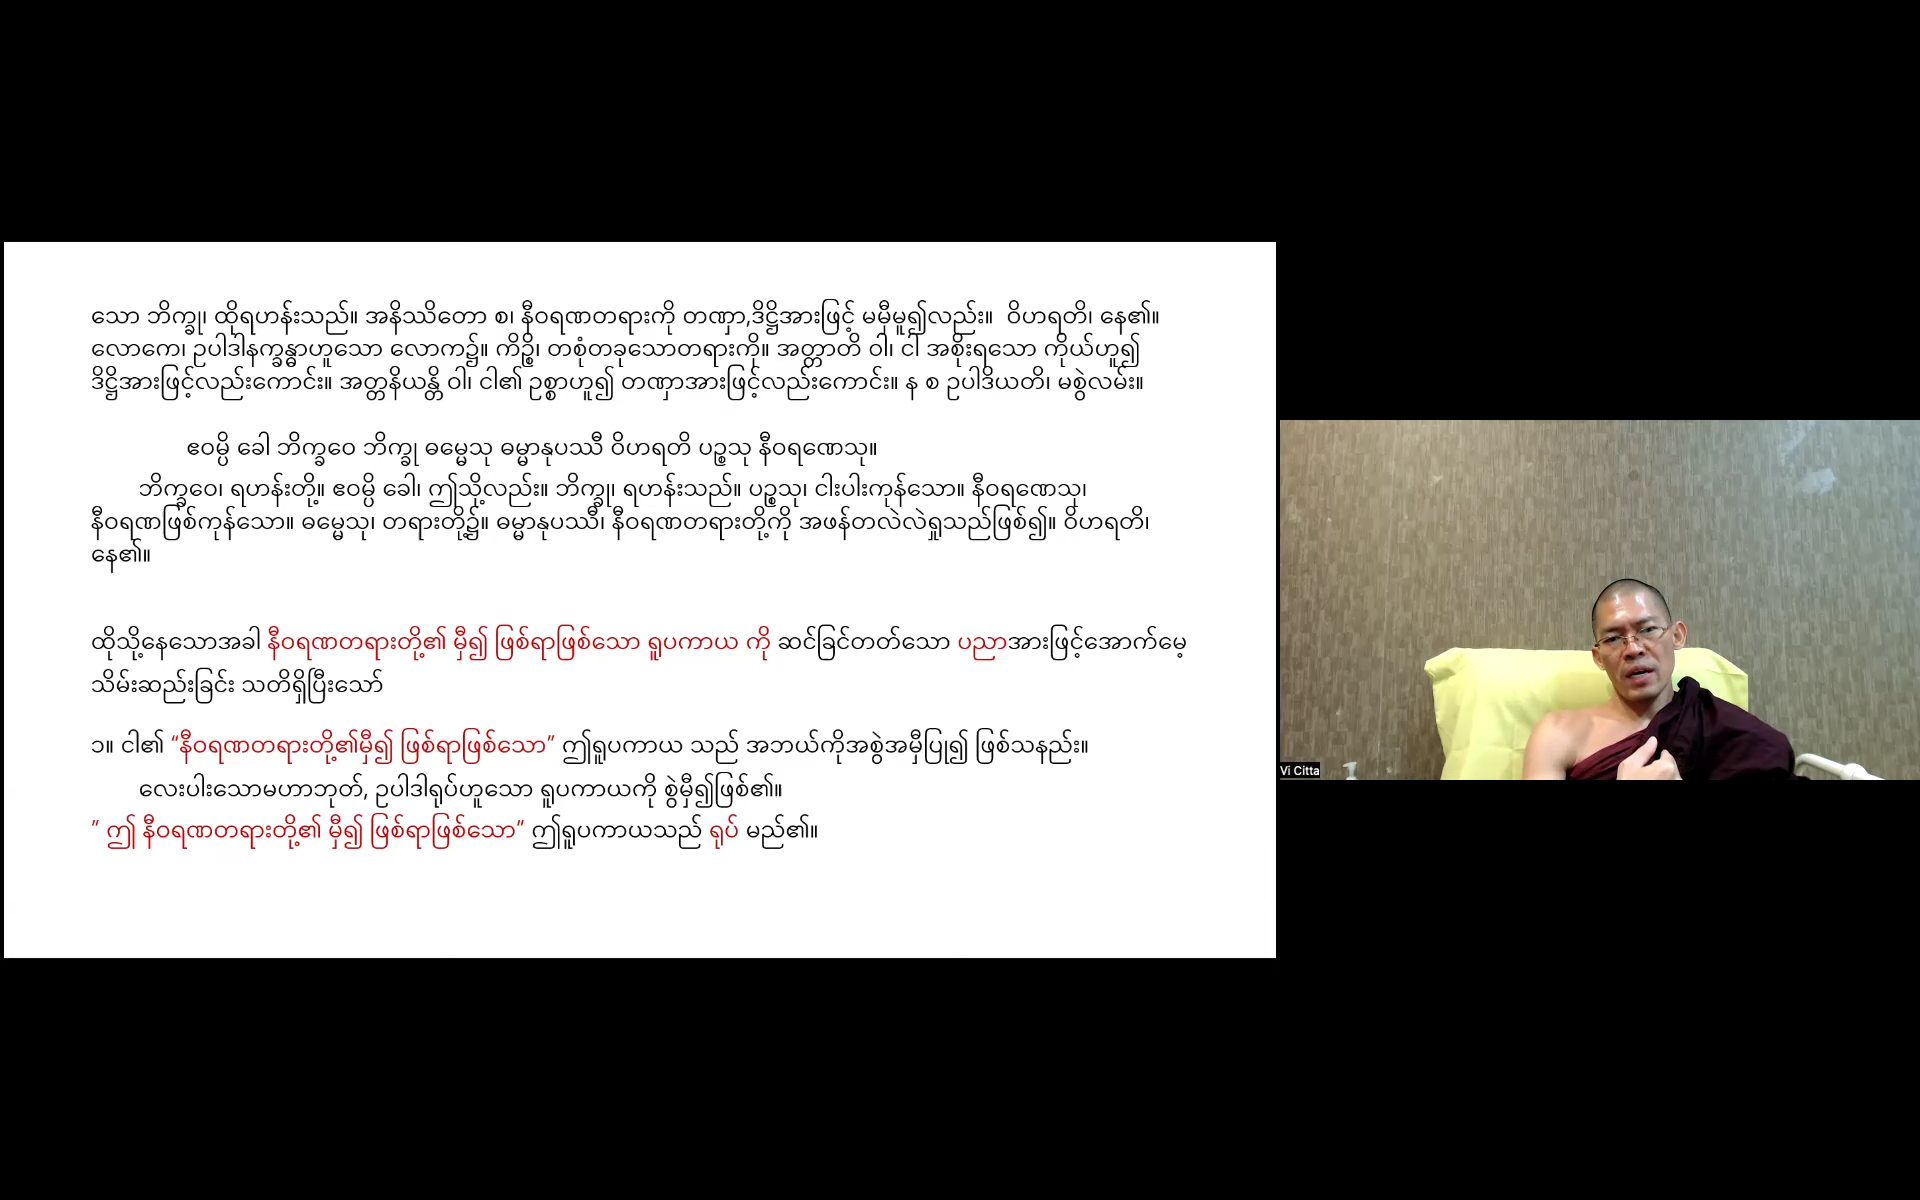 သော ဘိက္ခု၊ ထိုရဟန်းသည်။ အနိဿိတော စ၊ နီဝရဏတရားကို တဏှာ,ဒိဋ္ဌိအားဖြင့် မမှီမူ၍လည်း။ ဝိဟရတိ၊ နေ၏။
လောကေ၊ ဥပါဒါနက္ခန္ဓာဟူသော လောက၌။ ကိဉ္စိ၊ တစုံတခုသောတရားကို။ အတ္တာတိ ဝါ၊ ငါ အစိုးရသော ကိုယ်ဟူ၍
ဒိဋ္ဌိအားဖြင့်လည်းကောင်း။ အတ္တနိယန္တိ ဝါ၊ ငါ၏ ဥစ္စာဟူ၍ တဏှာအားဖြင့်လည်းကောင်း။ န စ ဥပါဒိယတိ၊ မစွဲလမ်း။
ဧဝမ္ပိ ခေါ ဘိက္ခဝေ ဘိက္ခု ဓမ္မေသု ဓမ္မာနုပဿီ ဝိဟရတိ ပဉ္စသု နီဝရဏေသု။
ဘိက္ခဝေ၊ ရဟန်းတို့။ ဧဝမ္ပိ ခေါ၊ ဤသို့လည်း။ ဘိက္ခု၊ ရဟန်းသည်။ ပဉ္စသု၊ ငါးပါးကုန်သော။ နီဝရဏေသု၊
နီဝရဏဖြစ်ကုန်သော။ ဓမ္မေသု၊ တရားတို့၌။ ဓမ္မာနုပဿီ၊ နီဝရဏတရားတို့ကို အဖန်တလဲလဲရှုသည်ဖြစ်၍။ ဝိဟရတိ၊
နေ၏။
ထိုသို့နေသောအခါ နီဝရဏတရားတို့၏ မှီ၍ ဖြစ်ရာဖြစ်သော ရူပကာယ ကို ဆင်ခြင်တတ်သော ပညာအားဖြင့်အောက်မေ့
သိမ်းဆည်းခြင်း သတိရှိပြီးသော်
၁။ ငါ၏ “နီဝရဏတရားတို့၏မှီ၍ ဖြစ်ရာဖြစ်သော” ဤရူပကာယ သည် အဘယ်ကိုအစွဲအမှီပြု၍ ဖြစ်သနည်း။
လေးပါးသောမဟာဘုတ်, ဥပါဒါရုပ်ဟူသော ရူပကာယကို စွဲမှီ၍ဖြစ်၏။
” ဤ နီဝရဏတရားတို့၏ မှီ၍ ဖြစ်ရာဖြစ်သော” ဤရူပကာယသည် ရုပ် မည်၏။
Vi Citta